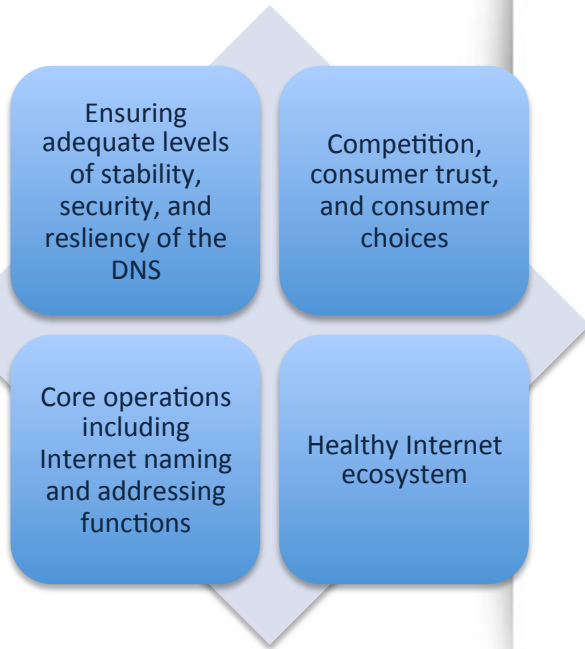 Ensuring
adequate levels
of stability,
security, and
resliency of the
DNS
Competition,
consumer trust,
and consumer
choices
Core operations
including
Internet naming
and addressing
functions
Healthy Internet
ecosystem